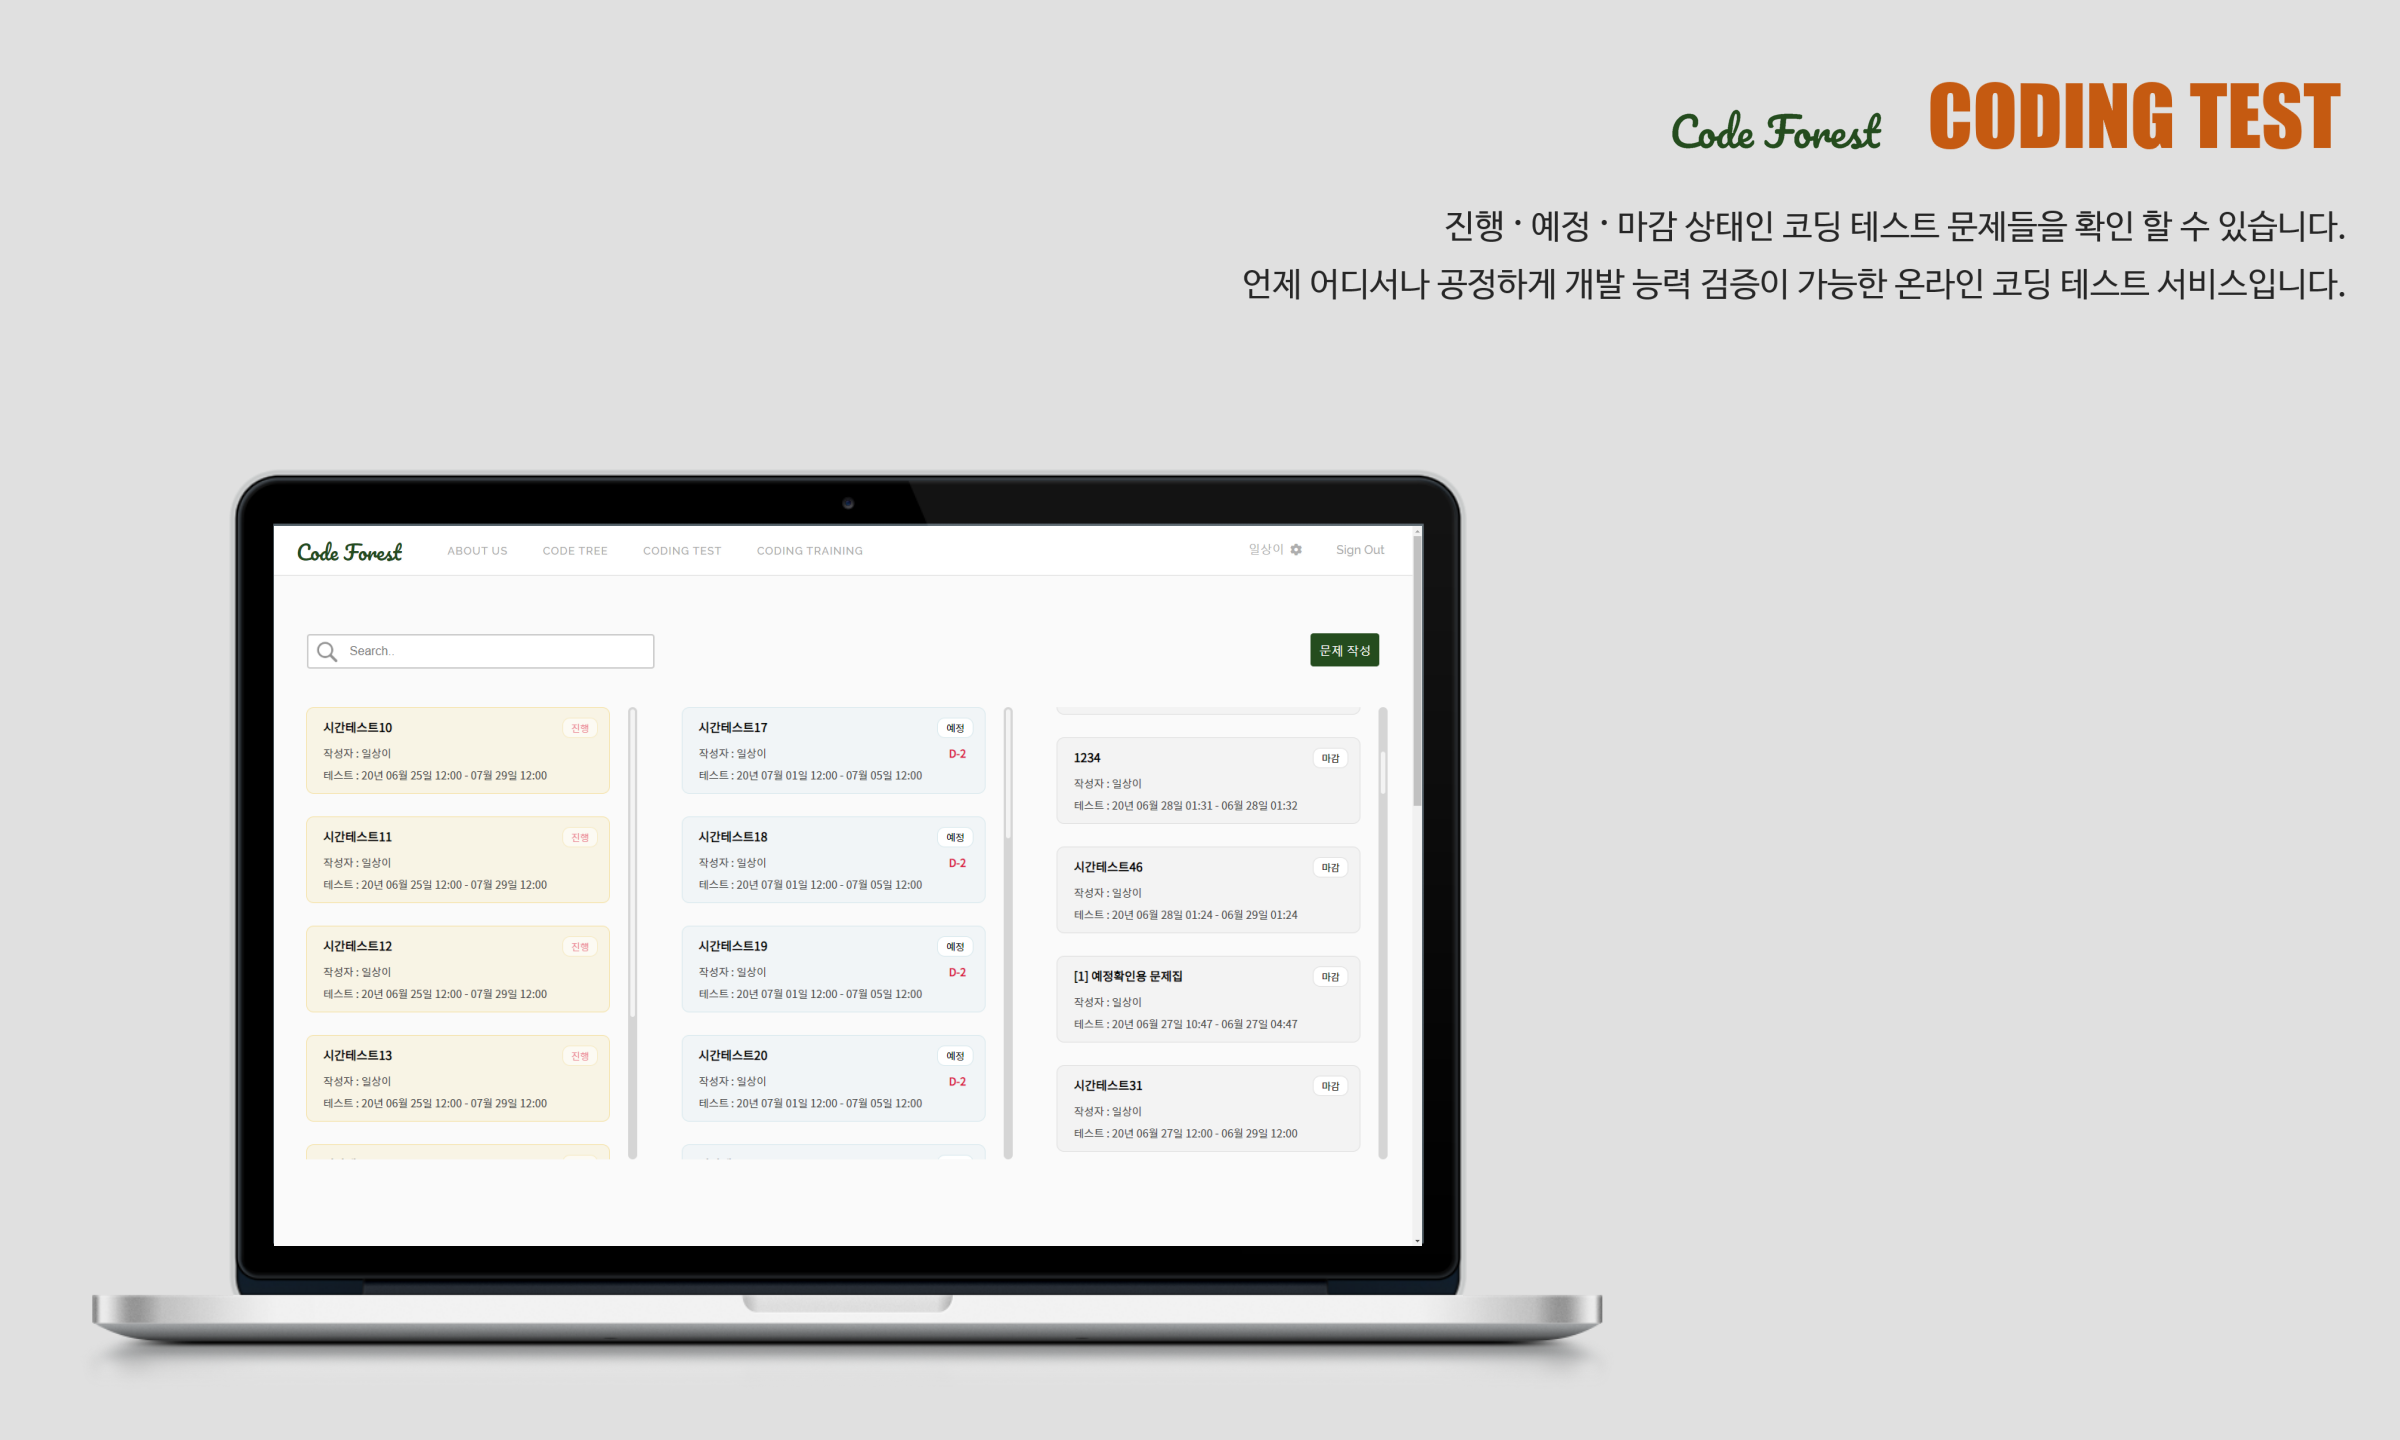 Code Forest CODING TEST
진행 · 예정 · 마감 상태인 코딩 테스트 문제들을 확인 할 수 있습니다.
언제 어디서나 공정하게 개발 능력 검증이 가능한 온라인 코딩 테스트 서비스입니다.
Code Forest ABOUT US CODE TREE CODING TEST CODING TRAINING 일상이 Sign Out
Search..
문제 작성
시간테스트10 진행
작성자 : 일상이
테스트 : 20년 06월 25일 12:00 - 07월 29일 12:00
시간테스트11 진행
작성자 : 일상이
테스트 : 20년 06월 25일 12:00 - 07월 29일 12:00
시간테스트12 진행
작성자 : 일상이
테스트 : 20년 06월 25일 12:00 - 07월 29일 12:00
시간테스트13 진행
작성자 : 일상이
테스트 : 20년 06월 25일 12:00 - 07월 29일 12:00
시간테스트17 예정
작성자 : 일상이 D-2
테스트 : 20년 07월 01일 12:00 - 07월 05일 12:00
시간테스트18 예정
작성자 : 일상이 D-2
테스트 : 20년 07월 01일 12:00 - 07월 05일 12:00
시간테스트19 예정
작성자 : 일상이 D-2
테스트 : 20년 07월 01일 12:00 - 07월 05일 12:00
시간테스트20 예정
작성자 : 일상이 D-2
테스트 : 20년 07월 01일 12:00 - 07월 05일 12:00
1234 마감
작성자 : 일상이
테스트 : 20년 06월 28일 01:31 - 06월 28일 01:32
시간테스트46 마감
작성자 : 일상이
테스트 : 20년 06월 28일 01:24 - 06월 29일 01:24
[1] 예정확인용 문제집 마감
작성자 : 일상이
테스트 : 20년 06월 27일 10:47 - 06월 27일 04:47
시간테스트31 마감
작성자 : 일상이
테스트 : 20년 06월 27일 12:00 - 06월 29일 12:00